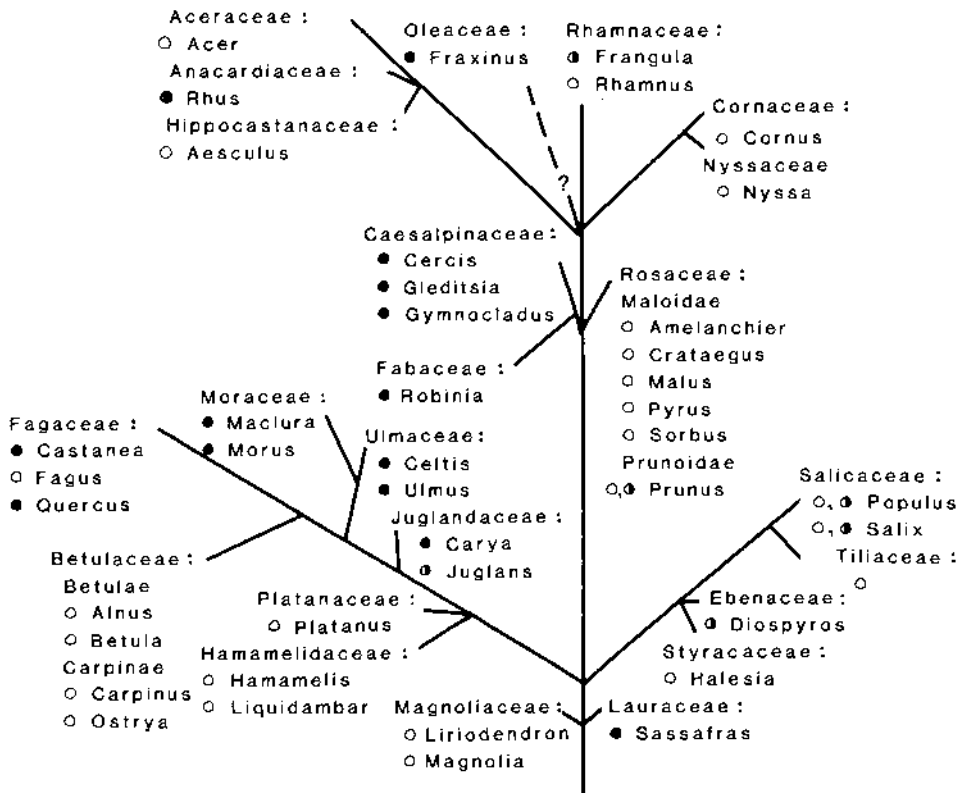 Aceraceae :
Acer
Anacardiaceae :
Rhus
Hippocastanaceae :
Aesculus
Oleaceae :
Fraxinus
Rhamnaceae :
Frangula
Rhamnus
Cornaceae :
Cornus
Nyssaceae
Nyssa
?
Caesalpinaceae:
Cercis
Gleditsia
Gymnocladus
Fabaceae :
Robinia
Rosaceae :
Maloidae
Amelanchier
Crataegus
Malus
Pyrus
Sorbus
Prunoidae
Prunus
Moraceae :
Maclura
Morus
Fagaceae :
Castanea
Fagus
Quercus
Ulmaceae:
Celtis
Ulmus
Juglandaceae :
Carya
Juglans
Betulaceae :
Betulae
Alnus
Betula
Carpinae
Carpinus
Ostrya
Platanaceae :
Platanus
Hamamelidaceae :
Hamamelis
Liquidambar
Salicaceae :
Populus
Salix
Tiliaceae :
Ebenaceae :
Diospyros
Styracaceae :
Halesia
Magnoliaceae :
Liriodendron
Magnolia
Lauraceae :
Sassafras